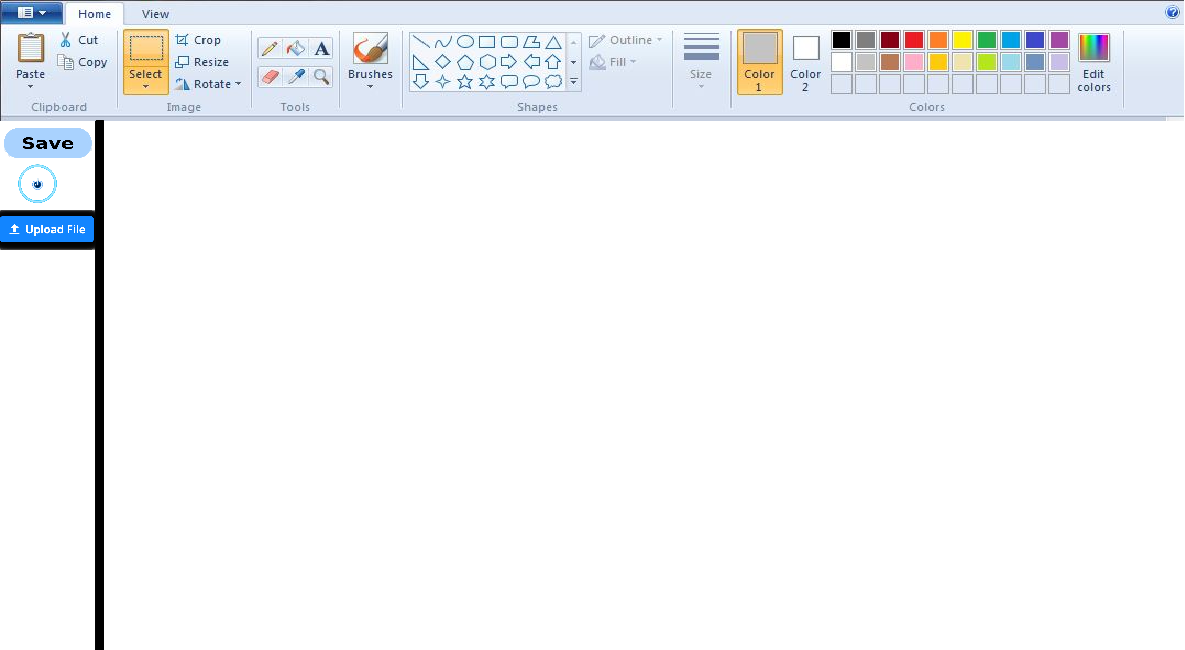 Home View
Cut
Copy
Paste
Clipboard
Select
Crop
Resize
Rotate
Image
A
Tools
Brushes
Shapes
Outline
Fill
Size
Color
1
Color
2
Colors
Edit
colors
?
Save
Upload File